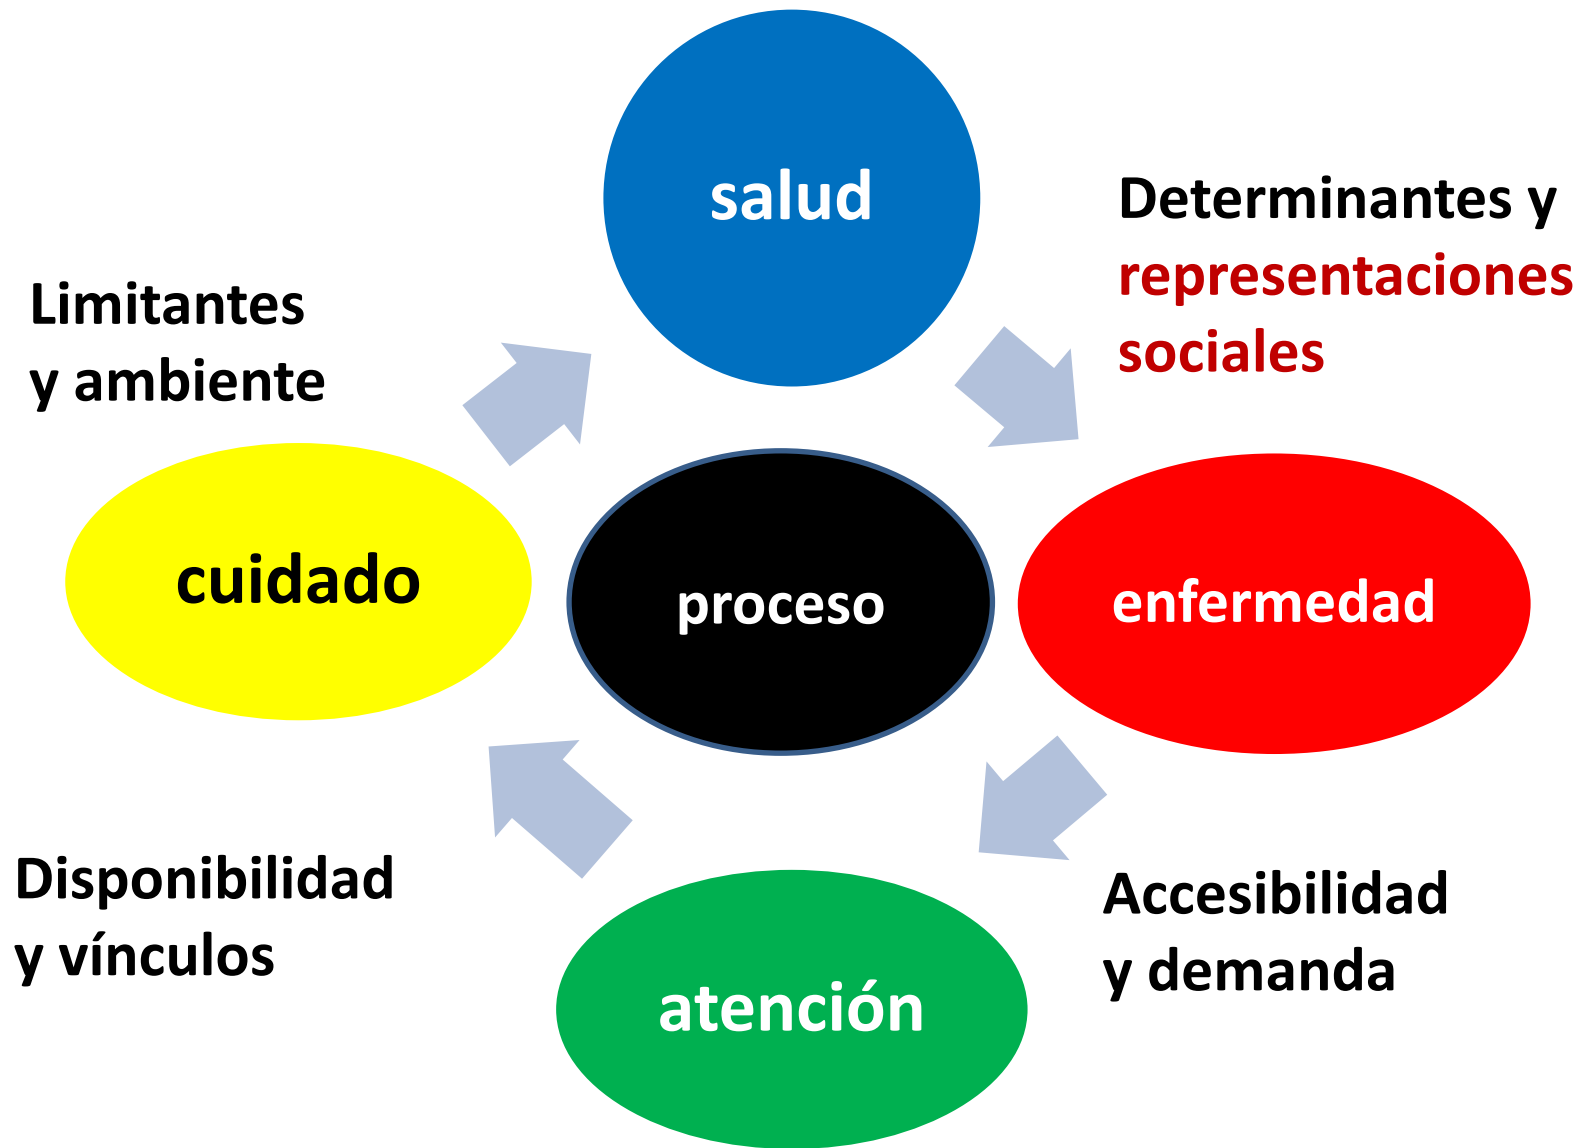 salud
Determinantes y
representaciones
sociales
Limitantes
y ambiente
cuidado
proceso
enfermedad
Disponibilidad
y vínculos
Accesibilidad
y demanda
atención